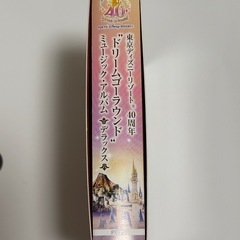 40
東京ディズニーリゾート®40周年
"ドリームゴーラウンド"
ミュージック・アルバム デラックス